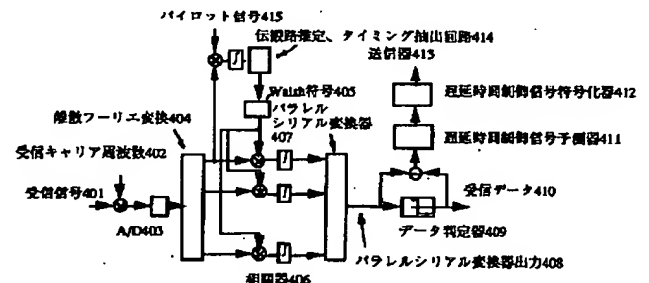 パイロット信号415
伝搬路推定、タイミング抽出回路414
送信器413
遅延時間制御信号符号化器412
Walsh符号405
離散フーリエ変換404
パラレル
シリアル変換器
407
遅延時間制御信号予測器411
受信キャリア周波数402
受信信号401
受信データ410
A/D403
データ判定器409
パラレルシリアル変換器出力408
相関器406